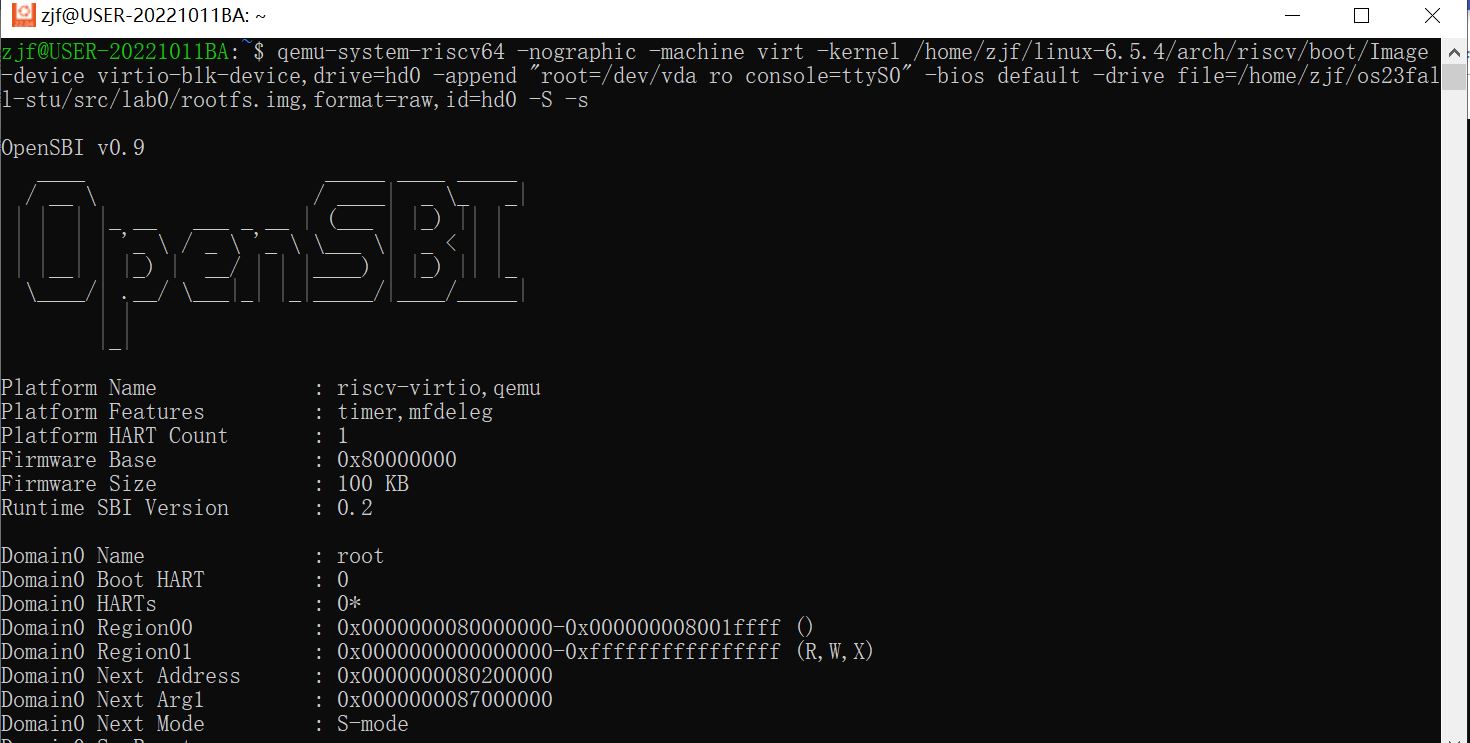 zjf@USER-20221011BA: ~
zjf@USER-20221011BA:~$ qemu-system-riscv64 -nographic -machine virt -kernel /home/zjf/linux-6.5.4/arch/riscv/boot/Image
-device virtio-blk-device,drive=hd0 -append "root=/dev/vda ro console=ttyS0" -bios default -drive file=/home/zjf/os23fal
l-stu/src/lab0/rootfs.img,format=raw,id=hd0 -S -s
OpenSBI v0.9
OpenSBI
Platform Name : riscv-virtio,qemu
Platform Features : timer,mfdeleg
Platform HART Count : 1
Firmware Base : 0x80000000
Firmware Size : 100 KB
Runtime SBI Version : 0.2
Domain0 Name : root
Domain0 Boot HART : 0
Domain0 HARTs : 0*
Domain0 Region00 : 0x0000000080000000-0x000000008001ffff ()
Domain0 Region01 : 0x0000000000000000-0xffffffffffffffff (R,W,X)
Domain0 Next Address : 0x0000000080200000
Domain0 Next Arg1 : 0x0000000087000000
Domain0 Next Mode : S-mode